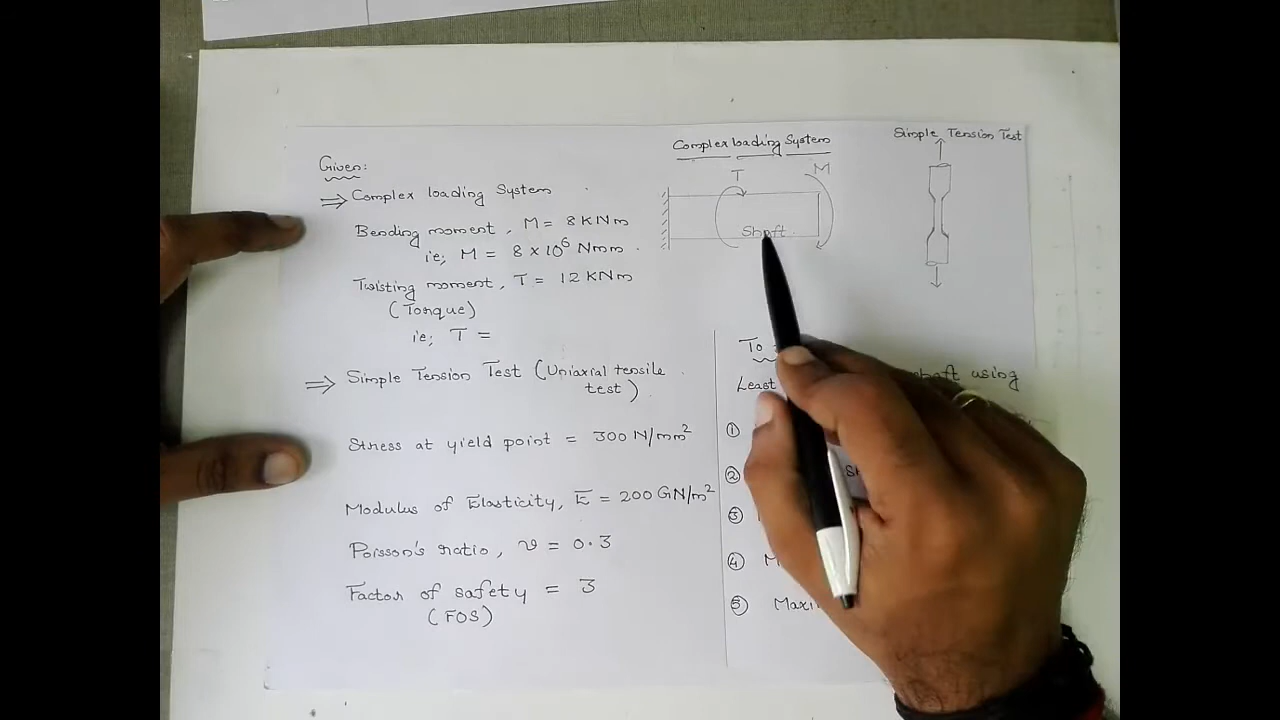 Given:
⇒ Complex loading System
Bending moment, M = 8 KNm
ie; M = 8 × 10⁶ Nmm.
Twisting moment, T = 12 KNm
(Torque)
ie; T =
⇒ Simple Tension Test (Uniaxial tensile
test)
Stress at yield point = 300 N/mm²
Modulus of Elasticity, E = 200 GN/m²
Poisson's ratio, ν = 0.3
Factor of safety = 3
(FOS)
Complex loading System
T M
Shaft
Simple Tension Test
To
Least shaft using
①
②
③
④
⑤